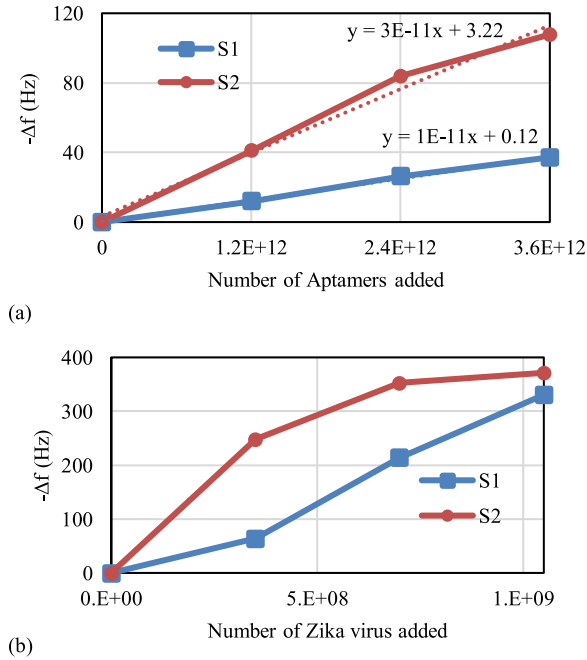 120
y = 3E-11x + 3.22
S1
S2
80
-Δf (Hz)
y = 1E-11x + 0.12
40
0
0
1.2E+12
2.4E+12
3.6E+12
Number of Aptamers added
(a)
400
300
-Δf (Hz)
200
S1
S2
100
0
0.E+00
5.E+08
1.E+09
Number of Zika virus added
(b)